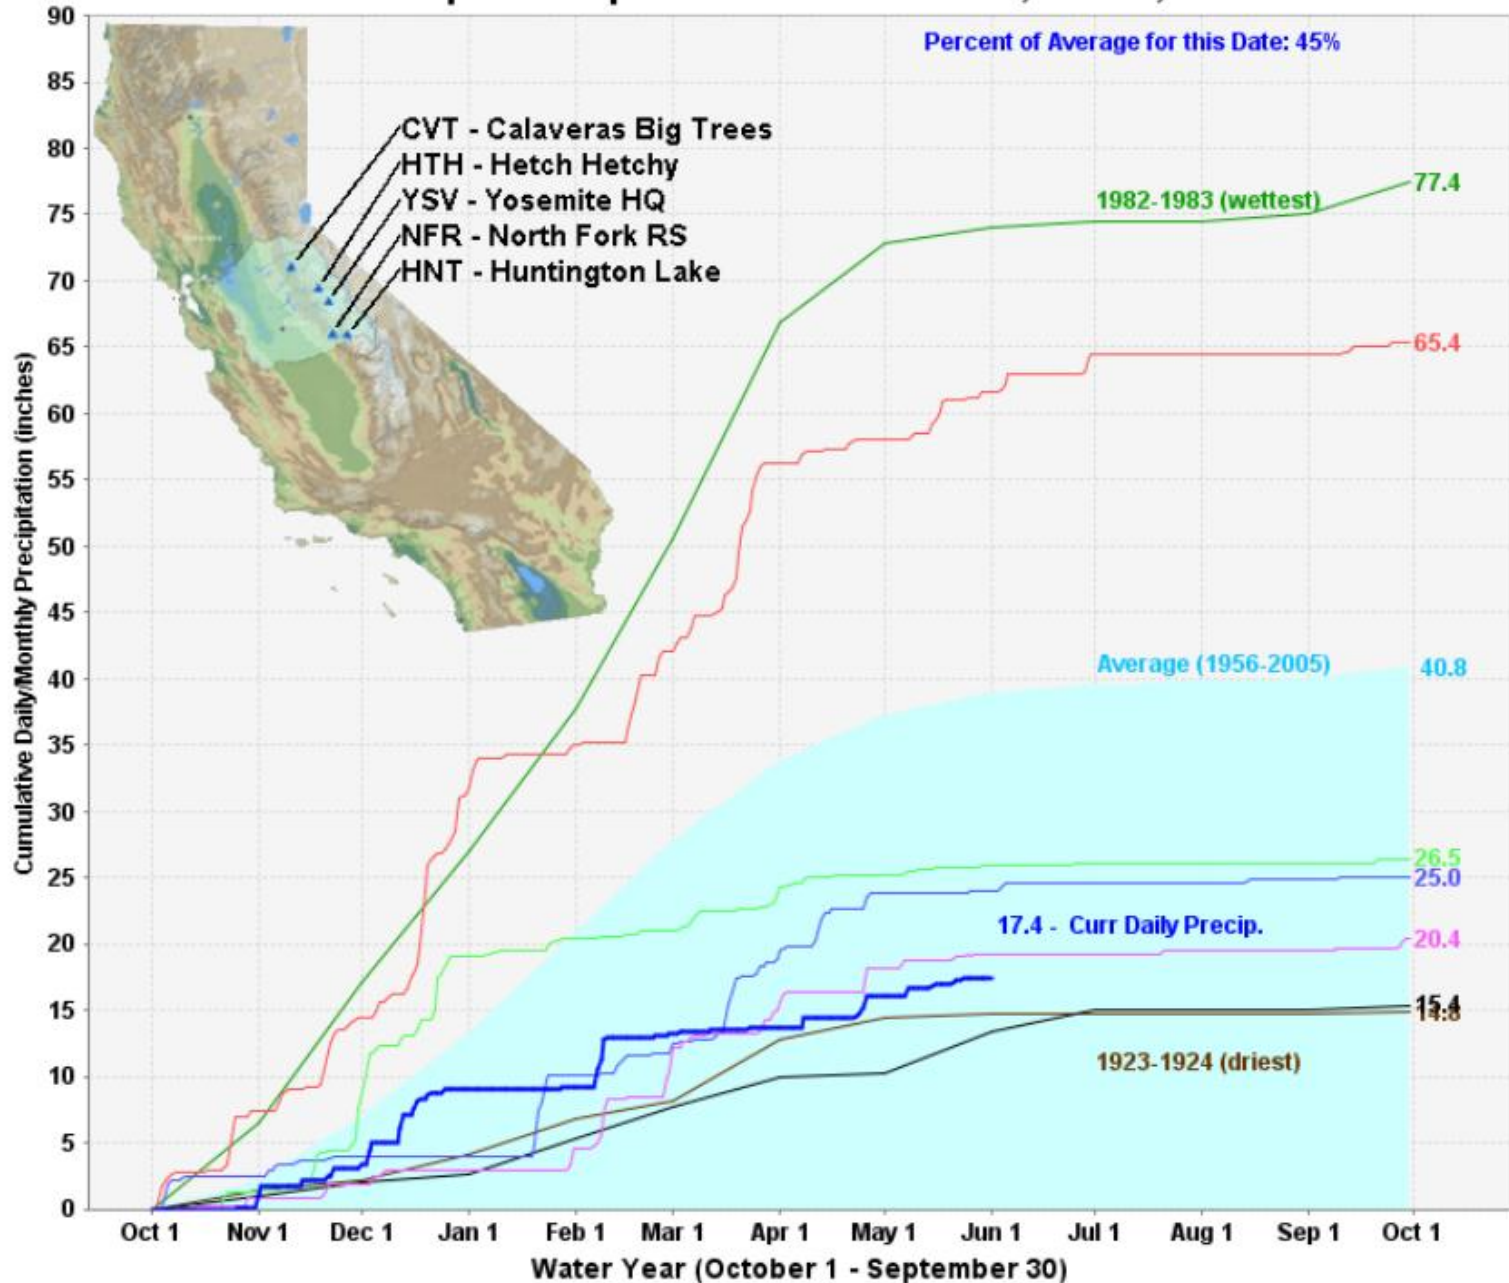 Percent of Average for this Date: 45%
CVT - Calaveras Big Trees
HTH - Hetch Hetchy
YSV - Yosemite HQ
NFR - North Fork RS
HNT - Huntington Lake
Cumulative Daily/Monthly Precipitation (inches)
90
85
80
75
70
65
60
55
50
45
40
35
30
25
20
15
10
5
0
1982-1983 (wettest)
77.4
65.4
Average (1956-2005)
40.8
26.5
25.0
17.4 - Curr Daily Precip.
20.4
15.4
14.8
1923-1924 (driest)
Oct 1 Nov 1 Dec 1 Jan 1 Feb 1 Mar 1 Apr 1 May 1 Jun 1 Jul 1 Aug 1 Sep 1 Oct 1
Water Year (October 1 - September 30)